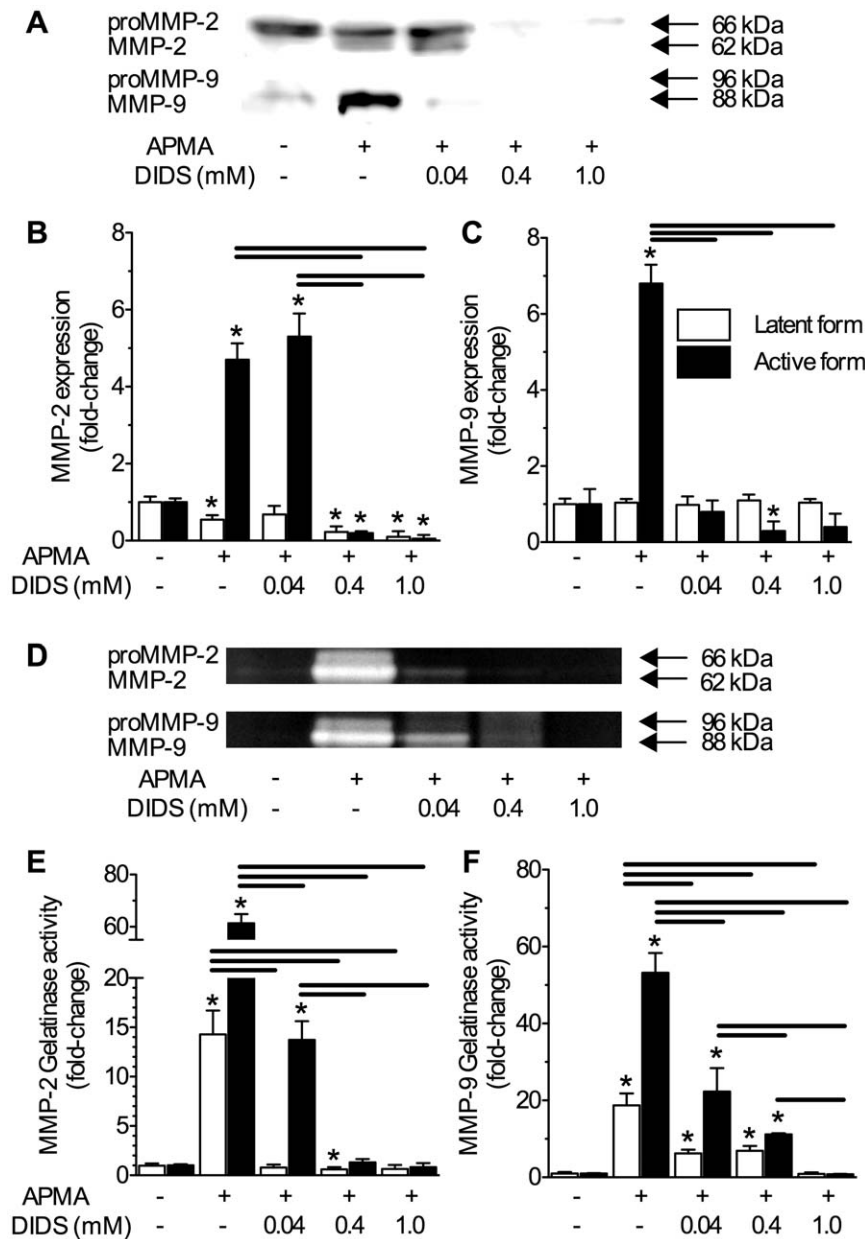 A
proMMP-2 66 kDa
MMP-2 62 kDa
proMMP-9 96 kDa
MMP-9 88 kDa
APMA - + + + +
DIDS (mM) - - 0.04 0.4 1.0
B
MMP-2 expression
(fold-change)
8
6
4
2
0
* * * * * * *
APMA - + + + +
DIDS (mM) - - 0.04 0.4 1.0
C
MMP-9 expression
(fold-change)
8
6
4
2
0
* *
Latent form
Active form
- + + + +
- - 0.04 0.4 1.0
D
proMMP-2 66 kDa
MMP-2 62 kDa
proMMP-9 96 kDa
MMP-9 88 kDa
APMA - + + + +
DIDS (mM) - - 0.04 0.4 1.0
E
MMP-2 Gelatinase activity
(fold-change)
80
60
20
15
10
5
0
* * * *
APMA - + + + +
DIDS (mM) - - 0.04 0.4 1.0
F
MMP-9 Gelatinase activity
(fold-change)
80
60
40
20
0
* * * * * *
- + + + +
- - 0.04 0.4 1.0